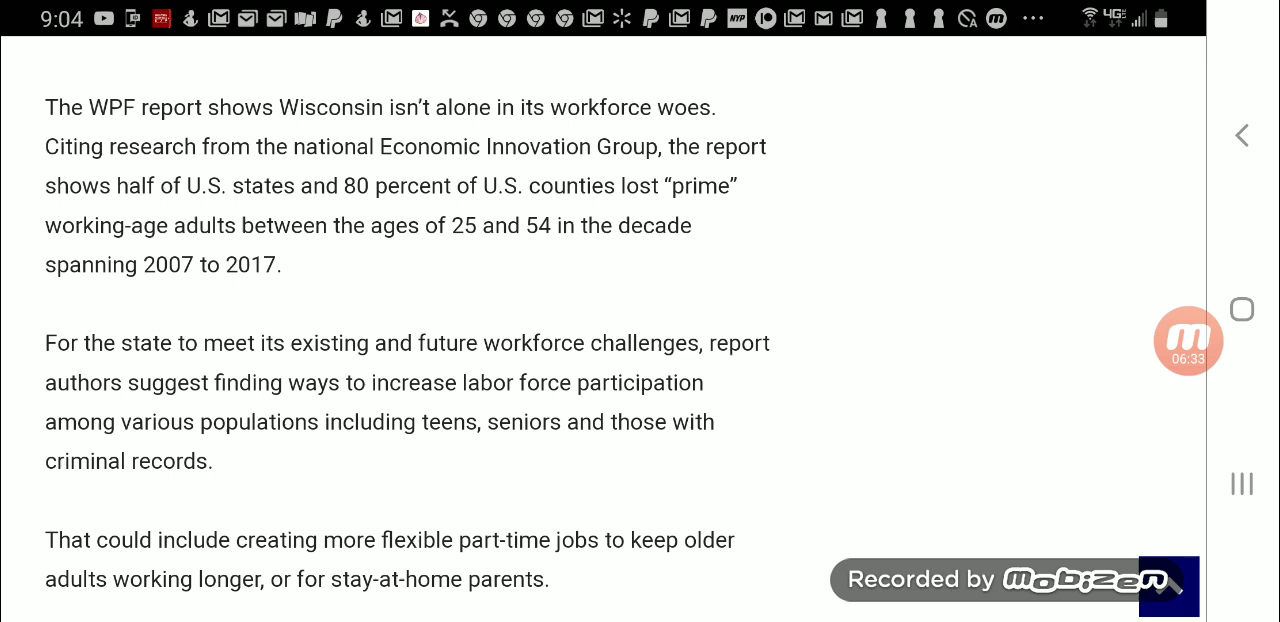 9:04
NYP
4G
The WPF report shows Wisconsin isn’t alone in its workforce woes.
Citing research from the national Economic Innovation Group, the report
shows half of U.S. states and 80 percent of U.S. counties lost “prime”
working-age adults between the ages of 25 and 54 in the decade
spanning 2007 to 2017.
For the state to meet its existing and future workforce challenges, report
authors suggest finding ways to increase labor force participation
among various populations including teens, seniors and those with
criminal records.
That could include creating more flexible part-time jobs to keep older
adults working longer, or for stay-at-home parents.
06:33
Recorded by Mobizen